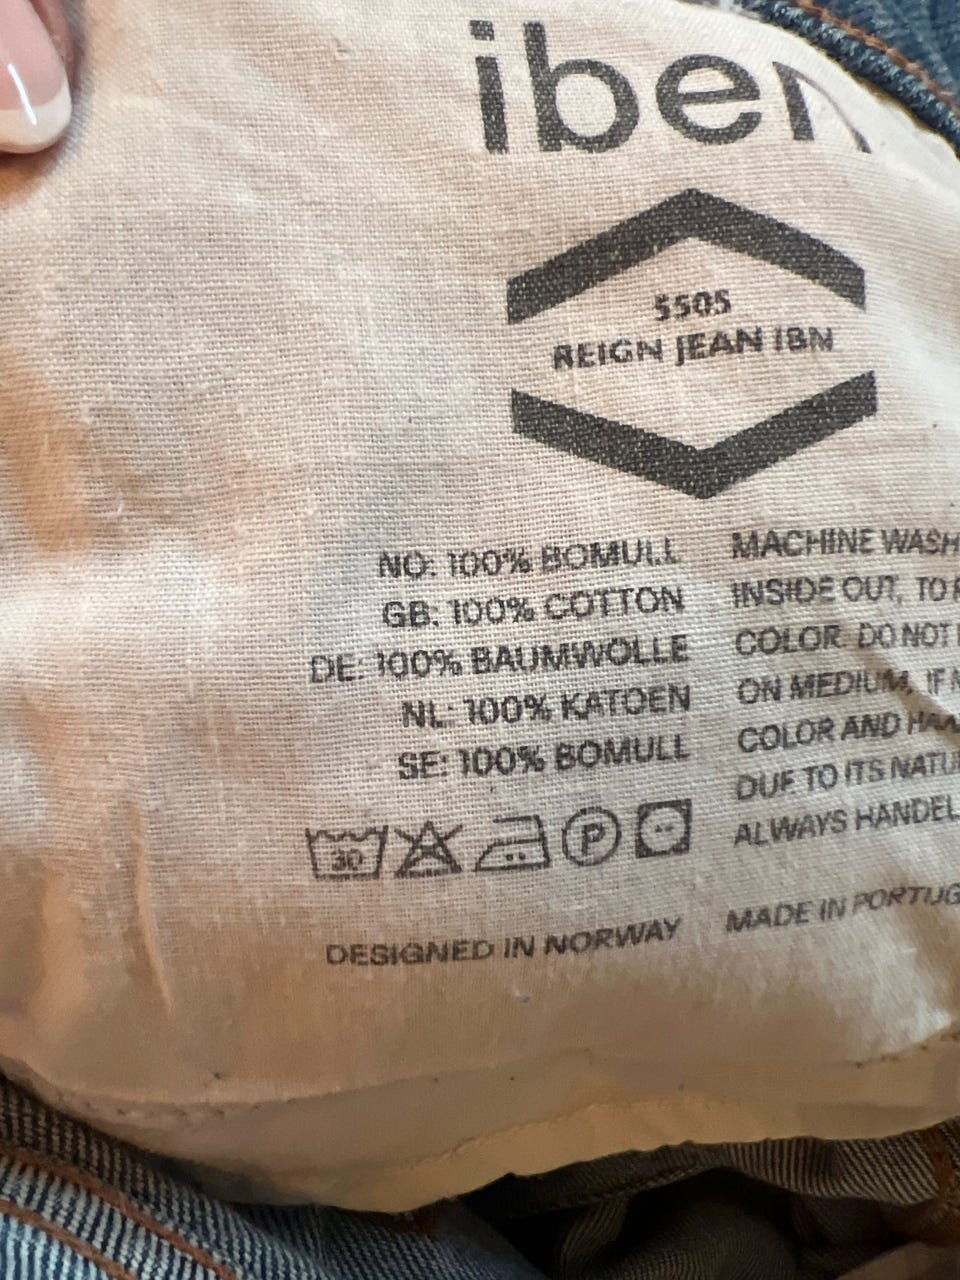 iben
5505
REIGN JEAN IBN
NO: 100% BOMULL
GB: 100% COTTON
DE: 100% BAUMWOLLE
NL: 100% KATOEN
SE: 100% BOMULL
30
P
DESIGNED IN NORWAY
MACHINE WASH
INSIDE OUT, TO
COLOR. DO NOT
ON MEDIUM, IF
COLOR AND
DUE TO ITS
ALWAYS HANDEL
MADE IN